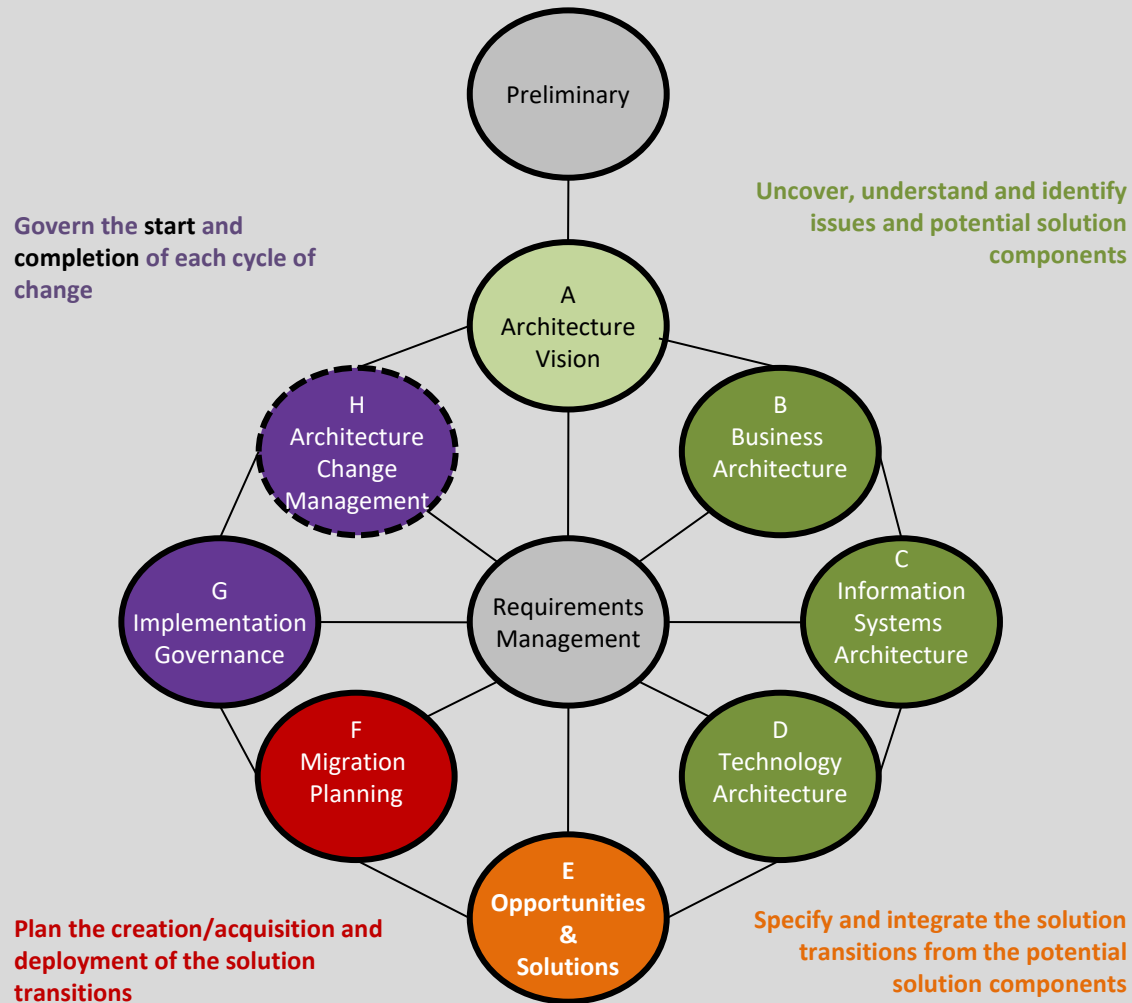 Preliminary
Govern the start and
completion of each cycle of
change
Uncover, understand and identify
issues and potential solution
components
A
Architecture
Vision
H
Architecture
Change
Management
B
Business
Architecture
G
Implementation
Governance
Requirements
Management
C
Information
Systems
Architecture
F
Migration
Planning
D
Technology
Architecture
E
Opportunities
&
Solutions
Plan the creation/acquisition and
deployment of the solution
transitions
Specify and integrate the solution
transitions from the potential
solution components